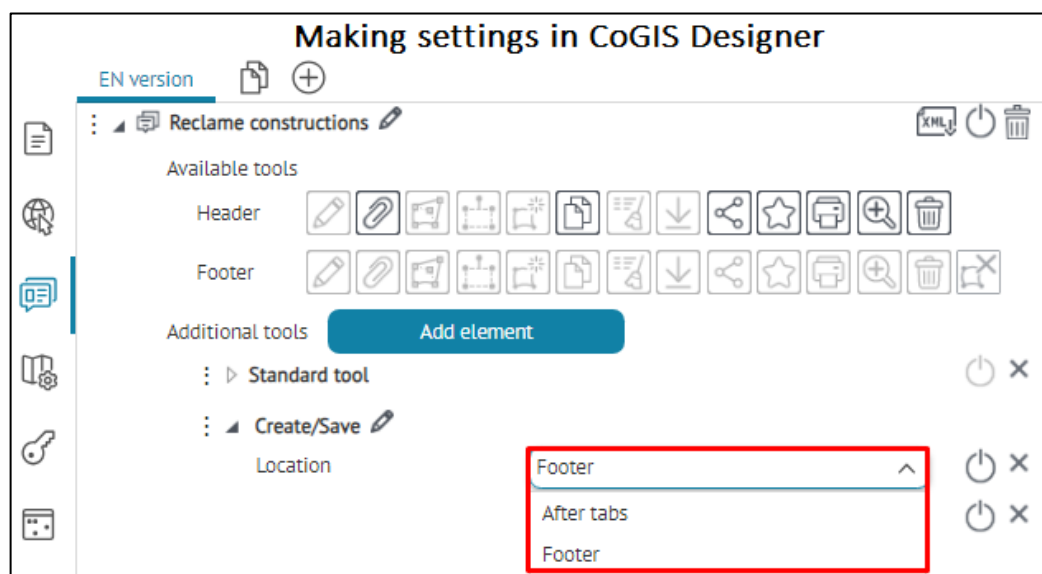 Making settings in CoGIS Designer
EN version
Reclame constructions
XML
Available tools
Header
Footer
Additional tools
Add element
Standard tool
Create/Save
Location
Footer
After tabs
Footer